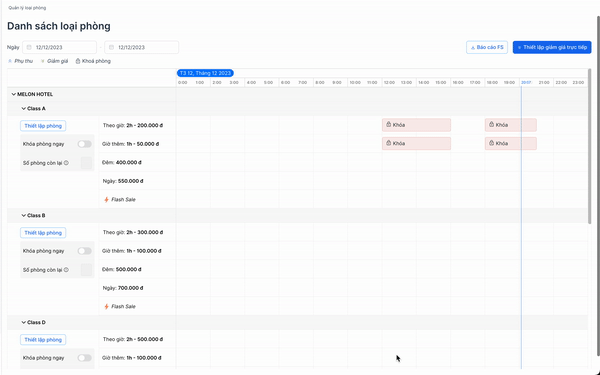 Quản lý loại phòng
Danh sách loại phòng
Ngày 12/12/2023 - 12/12/2023
Báo cáo FS
+ Thiết lập giảm giá trực tiếp
Phụ thu Giảm giá Khoá phòng
T3 12, Tháng 12 2023
0:00 1:00 2:00 3:00 4:00 5:00 6:00 7:00 8:00 9:00 10:00 11:00 12:00 13:00 14:00 15:00 16:00 17:00 18:00 19:00 20:07 21:00 22:00 23:00
MELON HOTEL
Class A
Thiết lập phòng
Theo giờ: 2h - 200.000 đ
Khóa Khóa
Khóa phòng ngay
Giờ thêm: 1h - 50.000 đ
Khóa Khóa
Số phòng còn lại
Đêm: 400.000 đ
Ngày: 550.000 đ
Flash Sale
Class B
Thiết lập phòng
Theo giờ: 2h - 300.000 đ
Khóa phòng ngay
Giờ thêm: 1h - 100.000 đ
Số phòng còn lại
Đêm: 500.000 đ
Ngày: 700.000 đ
Flash Sale
Class D
Thiết lập phòng
Theo giờ: 2h - 500.000 đ
Khóa phòng ngay
Giờ thêm: 1h - 100.000 đ